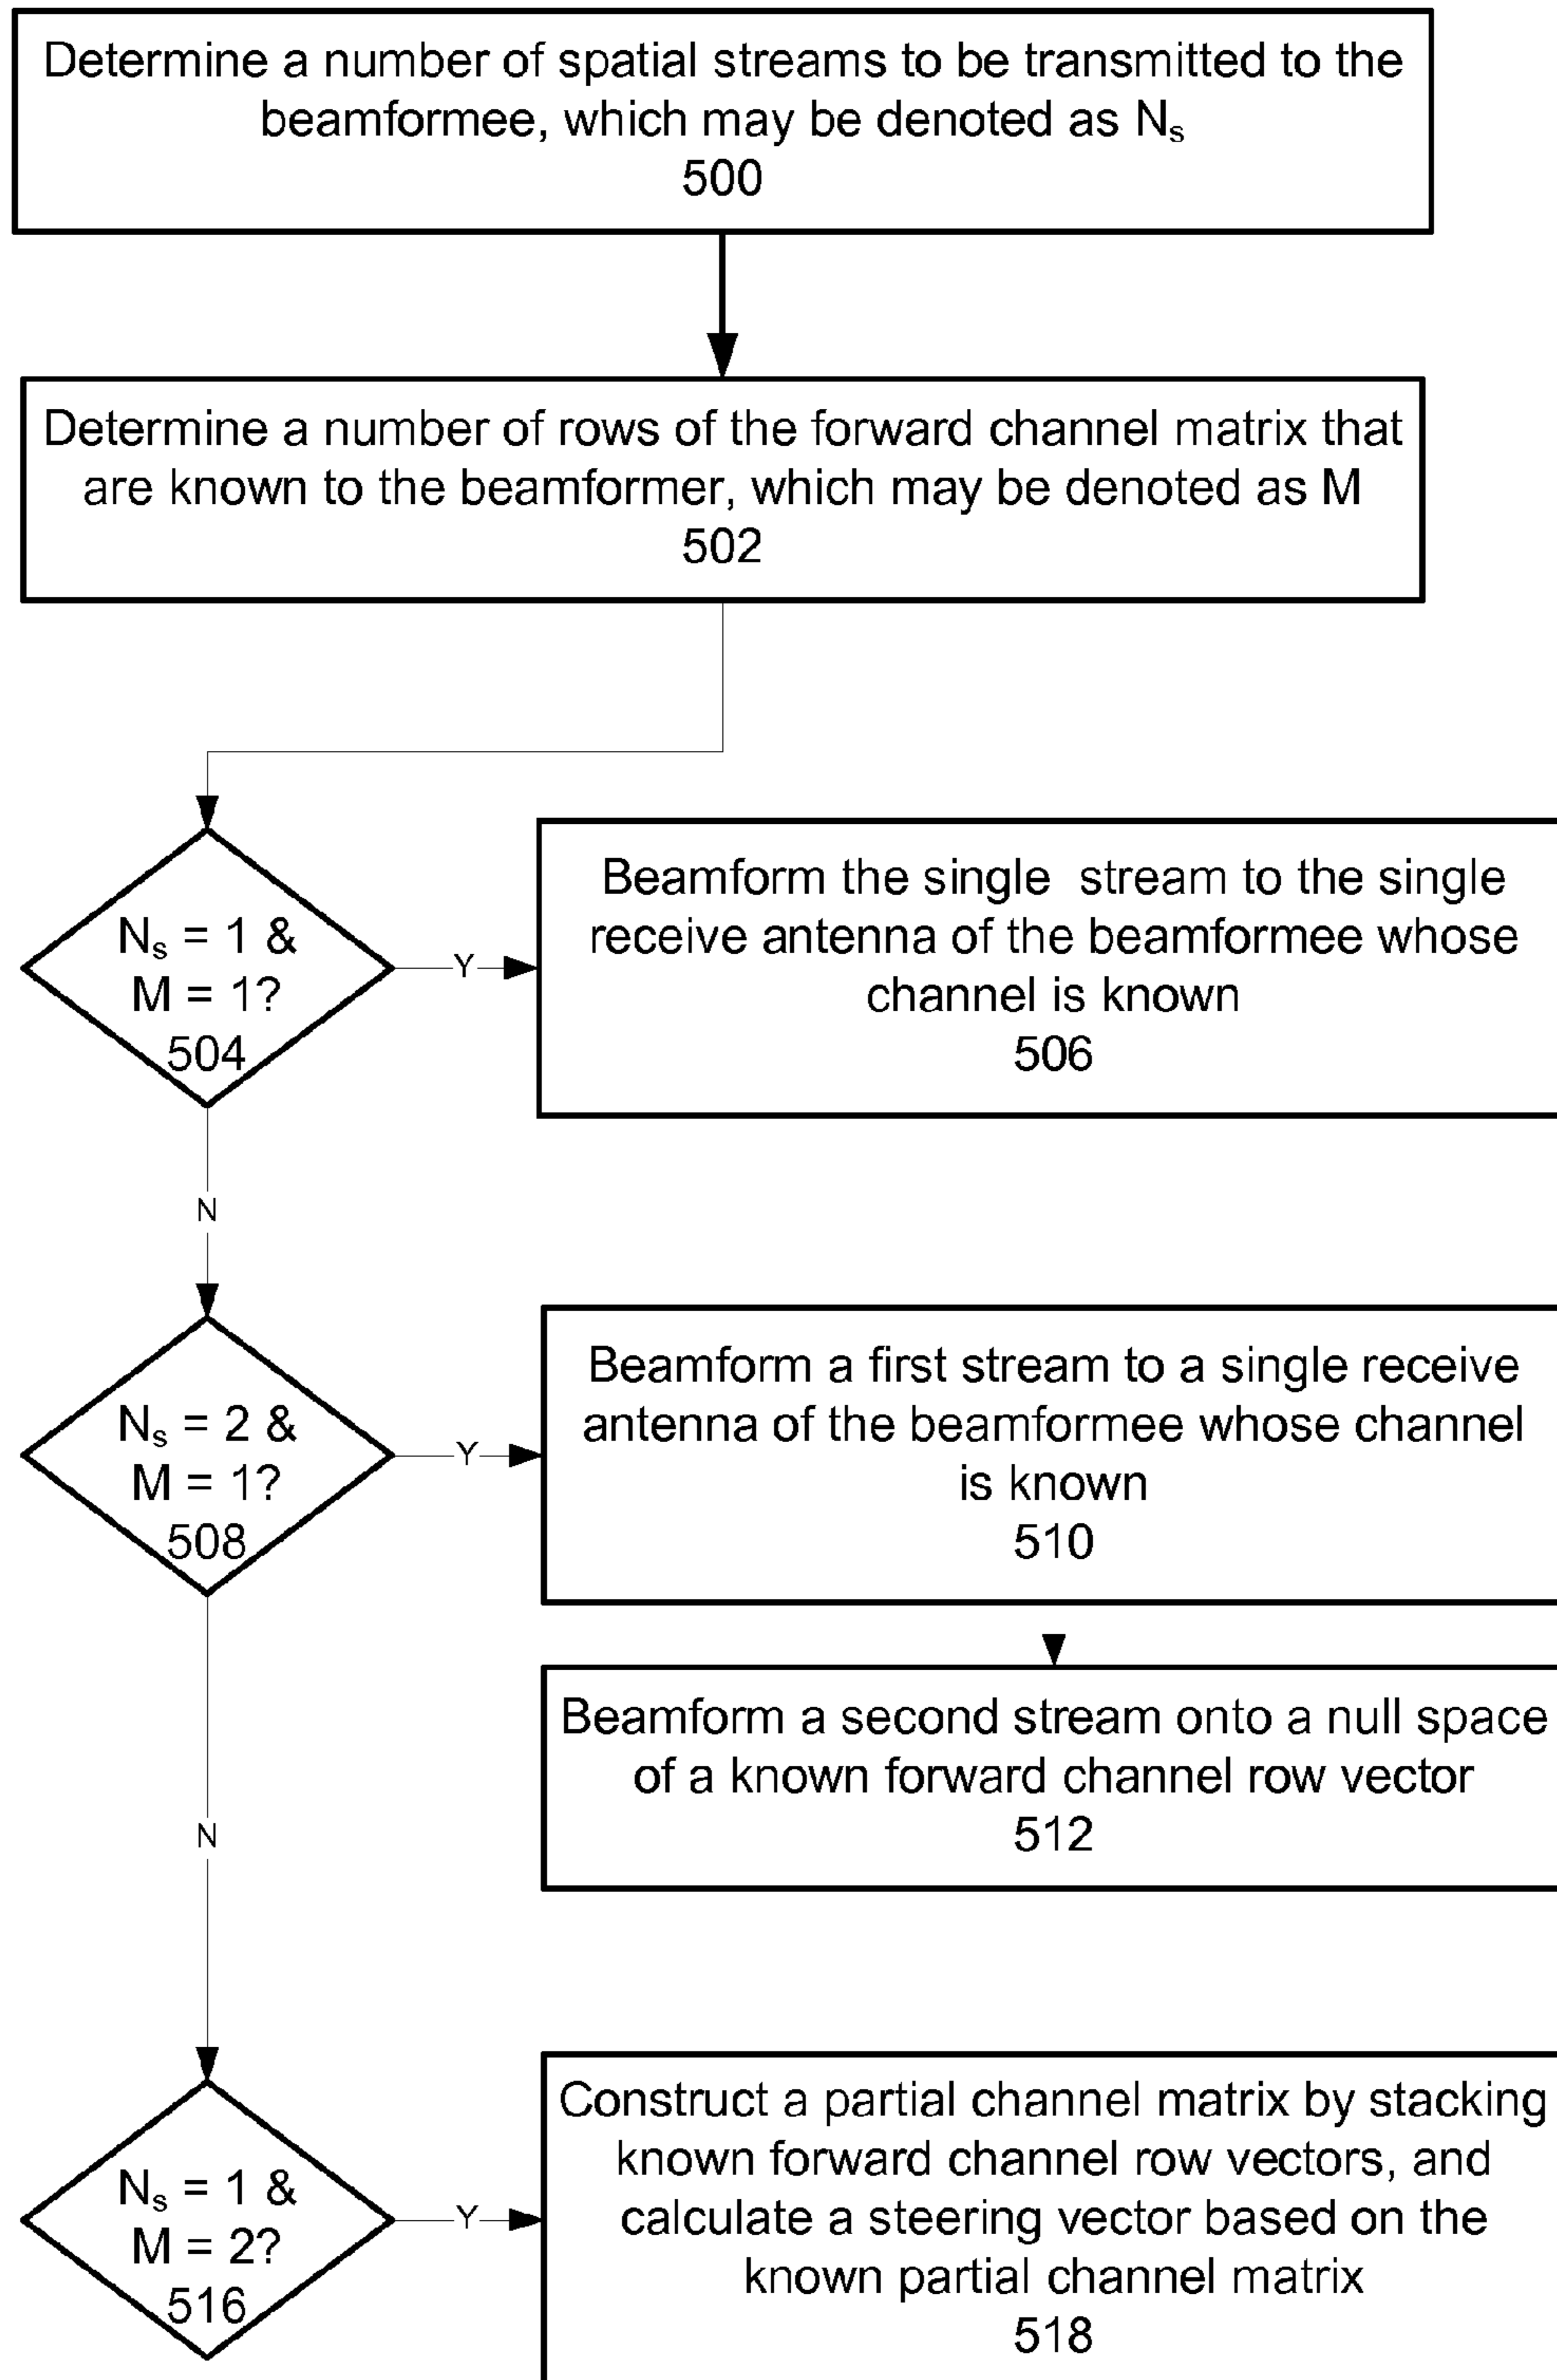 Determine a number of spatial streams to be transmitted to the
beamformee, which may be denoted as Nₛ
500
Determine a number of rows of the forward channel matrix that
are known to the beamformer, which may be denoted as M
502
Nₛ = 1 &
M = 1?
504
Y
Beamform the single stream to the single
receive antenna of the beamformee whose
channel is known
506
N
Nₛ = 2 &
M = 1?
508
Y
Beamform a first stream to a single receive
antenna of the beamformee whose channel
is known
510
Beamform a second stream onto a null space
of a known forward channel row vector
512
N
Nₛ = 1 &
M = 2?
516
Y
Construct a partial channel matrix by stacking
known forward channel row vectors, and
calculate a steering vector based on the
known partial channel matrix
518